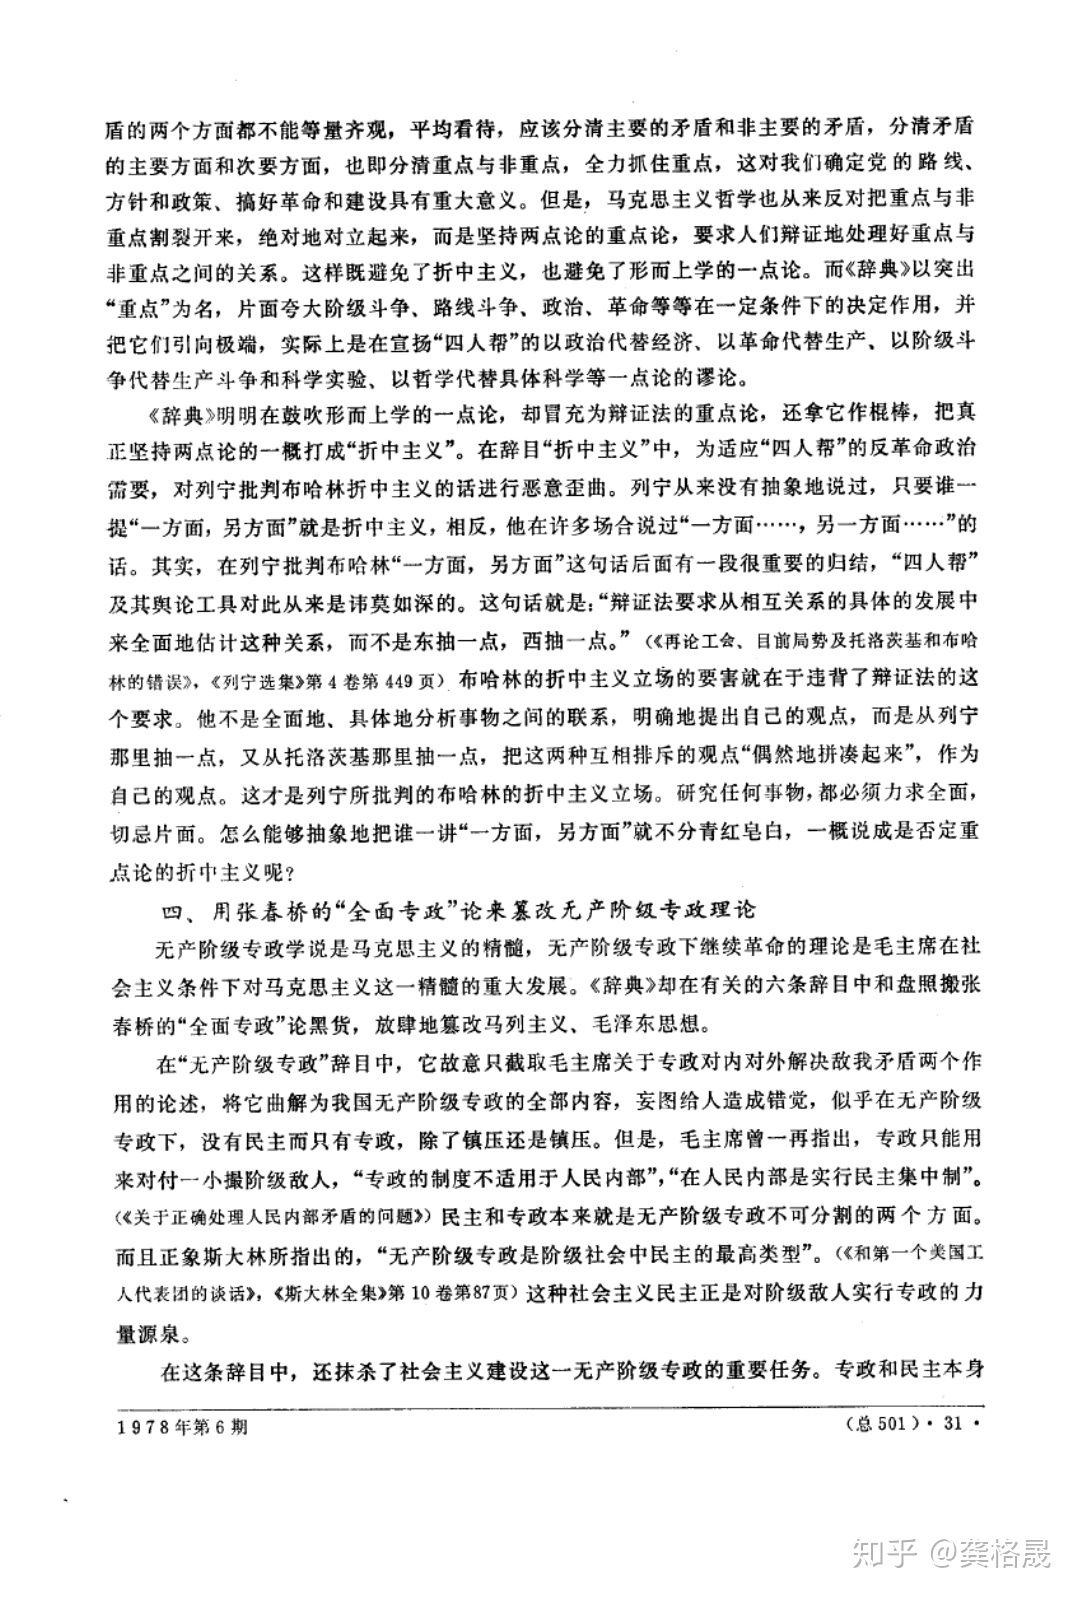 盾的两个方面都不能等量齐观，平均看待，应该分清主要的矛盾和非主要的矛盾，分清矛盾
的主要方面和次要方面，也即分清重点与非重点，全力抓住重点，这对我们确定党的路线、
方针和政策、搞好革命和建设具有重大意义。但是，马克思主义哲学也从来反对把重点与非
重点割裂开来，绝对地对立起来，而是坚持两点论的重点论，要求人们辩证地处理好重点与
非重点之间的关系。这样既避免了折中主义，也避免了形而上学的一点论。而《辞典》以突出
“重点”为名，片面夸大阶级斗争、路线斗争、政治、革命等等在一定条件下的决定作用，并
把它们引向极端，实际上是在宣扬“四人帮”的以政治代替经济、以革命代替生产、以阶级斗
争代替生产斗争和科学实验、以哲学代替具体科学等一点论的谬论。
《辞典》明明在鼓吹形而上学的一点论，却冒充为辩证法的重点论，还拿它作棍棒，把真
正坚持两点论的一概打成“折中主义”。在辞目“折中主义”中，为适应“四人帮”的反革命政治
需要，对列宁批判布哈林折中主义的话进行恶意歪曲。列宁从来没有抽象地说过，只要谁一
提“一方面，另方面”就是折中主义，相反，他在许多场合说过“一方面……，另一方面……”的
话。其实，在列宁批判布哈林“一方面，另方面”这句话后面有一段很重要的归结，“四人帮”
及其舆论工具对此从来是讳莫如深的。这句话就是：“辩证法要求从相互关系的具体的发展中
来全面地估计这种关系，而不是东抽一点，西抽一点。”（《再论工会、目前局势及托洛茨基和布哈
林的错误》，《列宁选集》第4卷第449页）布哈林的折中主义立场的要害就在于违背了辩证法的这
个要求。他不是全面地、具体地分析事物之间的联系，明确地提出自己的观点，而是从列宁
那里抽一点，又从托洛茨基那里抽一点，把这两种互相排斥的观点“偶然地拼凑起来”，作为
自己的观点。这才是列宁所批判的布哈林的折中主义立场。研究任何事物，都必须力求全面，
切忌片面。怎么能够抽象地把谁一讲“一方面，另方面”就不分青红皂白，一概说成是否定重
点论的折中主义呢？
四、用张春桥的“全面专政”论来篡改无产阶级专政理论
无产阶级专政学说是马克思主义的精髓，无产阶级专政下继续革命的理论是毛主席在社
会主义条件下对马克思主义这一精髓的重大发展。《辞典》却在有关的六条辞目中和盘照搬张
春桥的“全面专政”论黑货，放肆地篡改马列主义、毛泽东思想。
在“无产阶级专政”辞目中，它故意只截取毛主席关于专政对内对外解决敌我矛盾两个作
用的论述，将它曲解为我国无产阶级专政的全部内容，妄图给人造成错觉，似乎在无产阶级
专政下，没有民主而只有专政，除了镇压还是镇压。但是，毛主席曾一再指出，专政只能用
来对付一小撮阶级敌人，“专政的制度不适用于人民内部”，“在人民内部是实行民主集中制”。
（《关于正确处理人民内部矛盾的问题》）民主和专政本来就是无产阶级专政不可分割的两个方面。
而且正象斯大林所指出的，“无产阶级专政是阶级社会中民主的最高类型”。（《和第一个美国工
人代表团的谈话》，《斯大林全集》第10卷第87页）这种社会主义民主正是对阶级敌人实行专政的力
量源泉。
在这条辞目中，还抹杀了社会主义建设这一无产阶级专政的重要任务。专政和民主本身
1978年第6期
（总501）·31·
知乎 @龚格晟